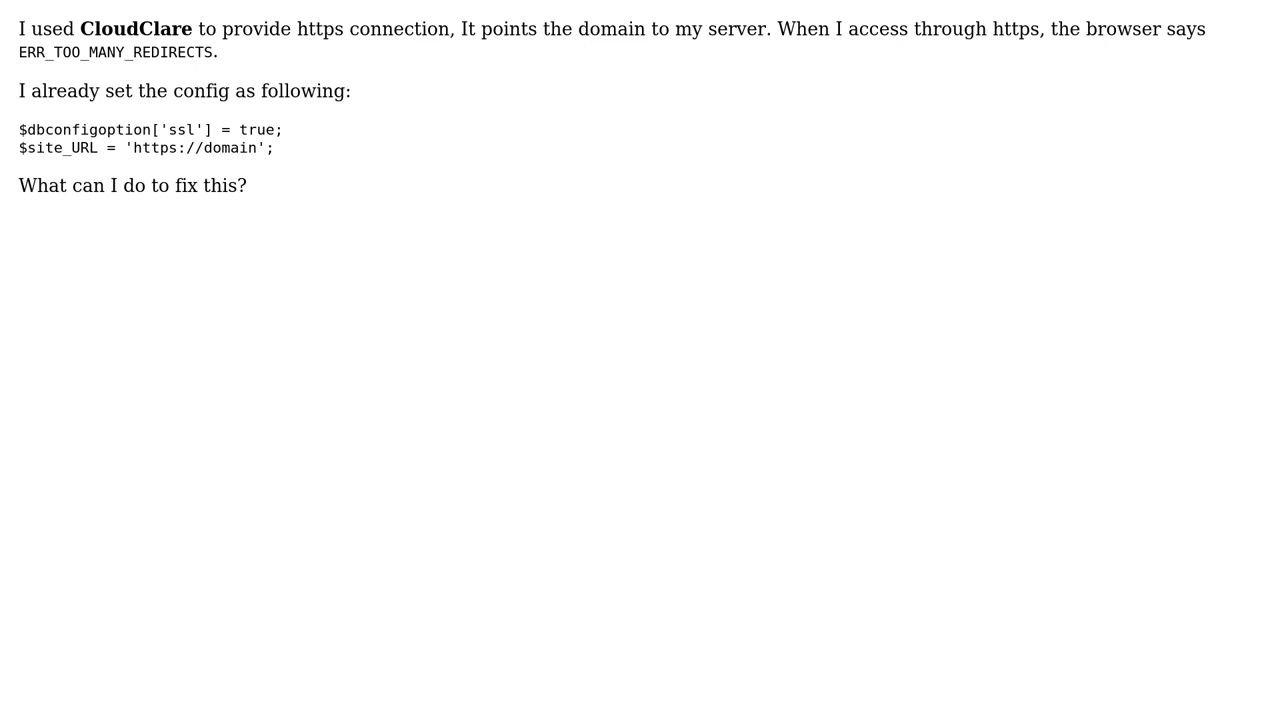 I used CloudClare to provide https connection, It points the domain to my server. When I access through https, the browser says
ERR_TOO_MANY_REDIRECTS.
I already set the config as following:
$dbconfigoption['ssl'] = true;
$site_URL = 'https://domain';
What can I do to fix this?